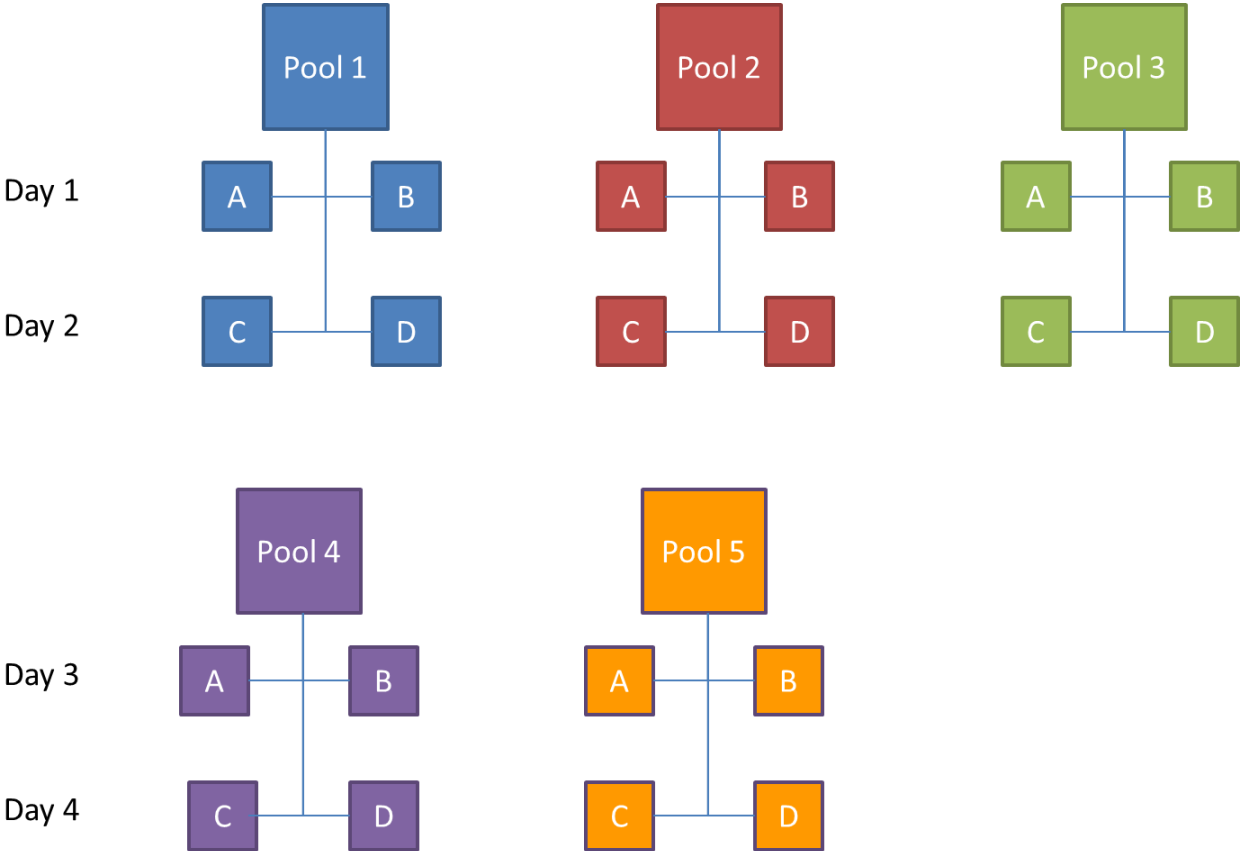 Pool 1 Pool 2 Pool 3
Day 1 A B A B A B
Day 2 C D C D C D
Pool 4 Pool 5
Day 3 A B A B
Day 4 C D C D